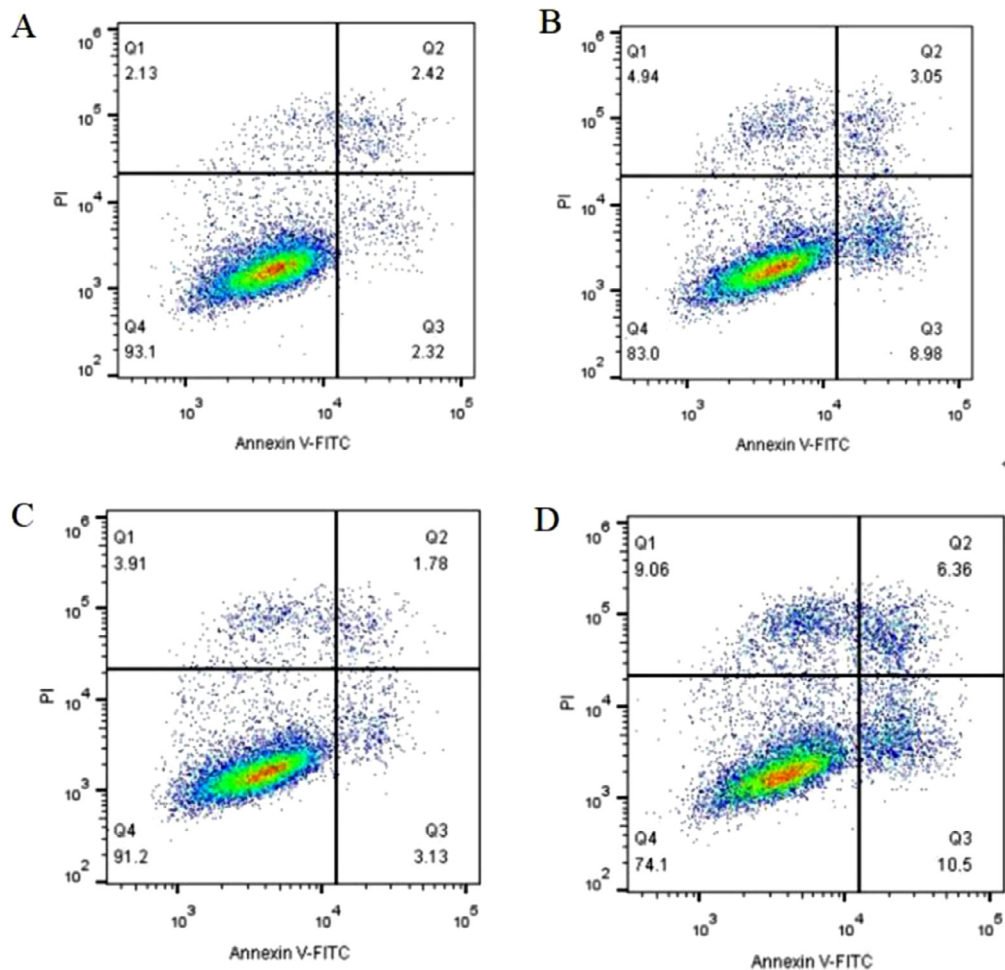 A
10^6
Q1
2.13
Q2
2.42
10^5
PI
10^4
10^3
Q4
93.1
Q3
2.32
10^2
10^3
10^4
10^5
Annexin V-FITC
B
10^6
Q1
4.94
Q2
3.05
10^5
PI
10^4
10^3
Q4
83.0
Q3
8.98
10^2
10^3
10^4
10^5
Annexin V-FITC
C
10^6
Q1
3.91
Q2
1.78
10^5
PI
10^4
10^3
Q4
91.2
Q3
3.13
10^2
10^3
10^4
10^5
Annexin V-FITC
D
10^6
Q1
9.06
Q2
6.36
10^5
PI
10^4
10^3
Q4
74.1
Q3
10.5
10^2
10^3
10^4
10^5
Annexin V-FITC